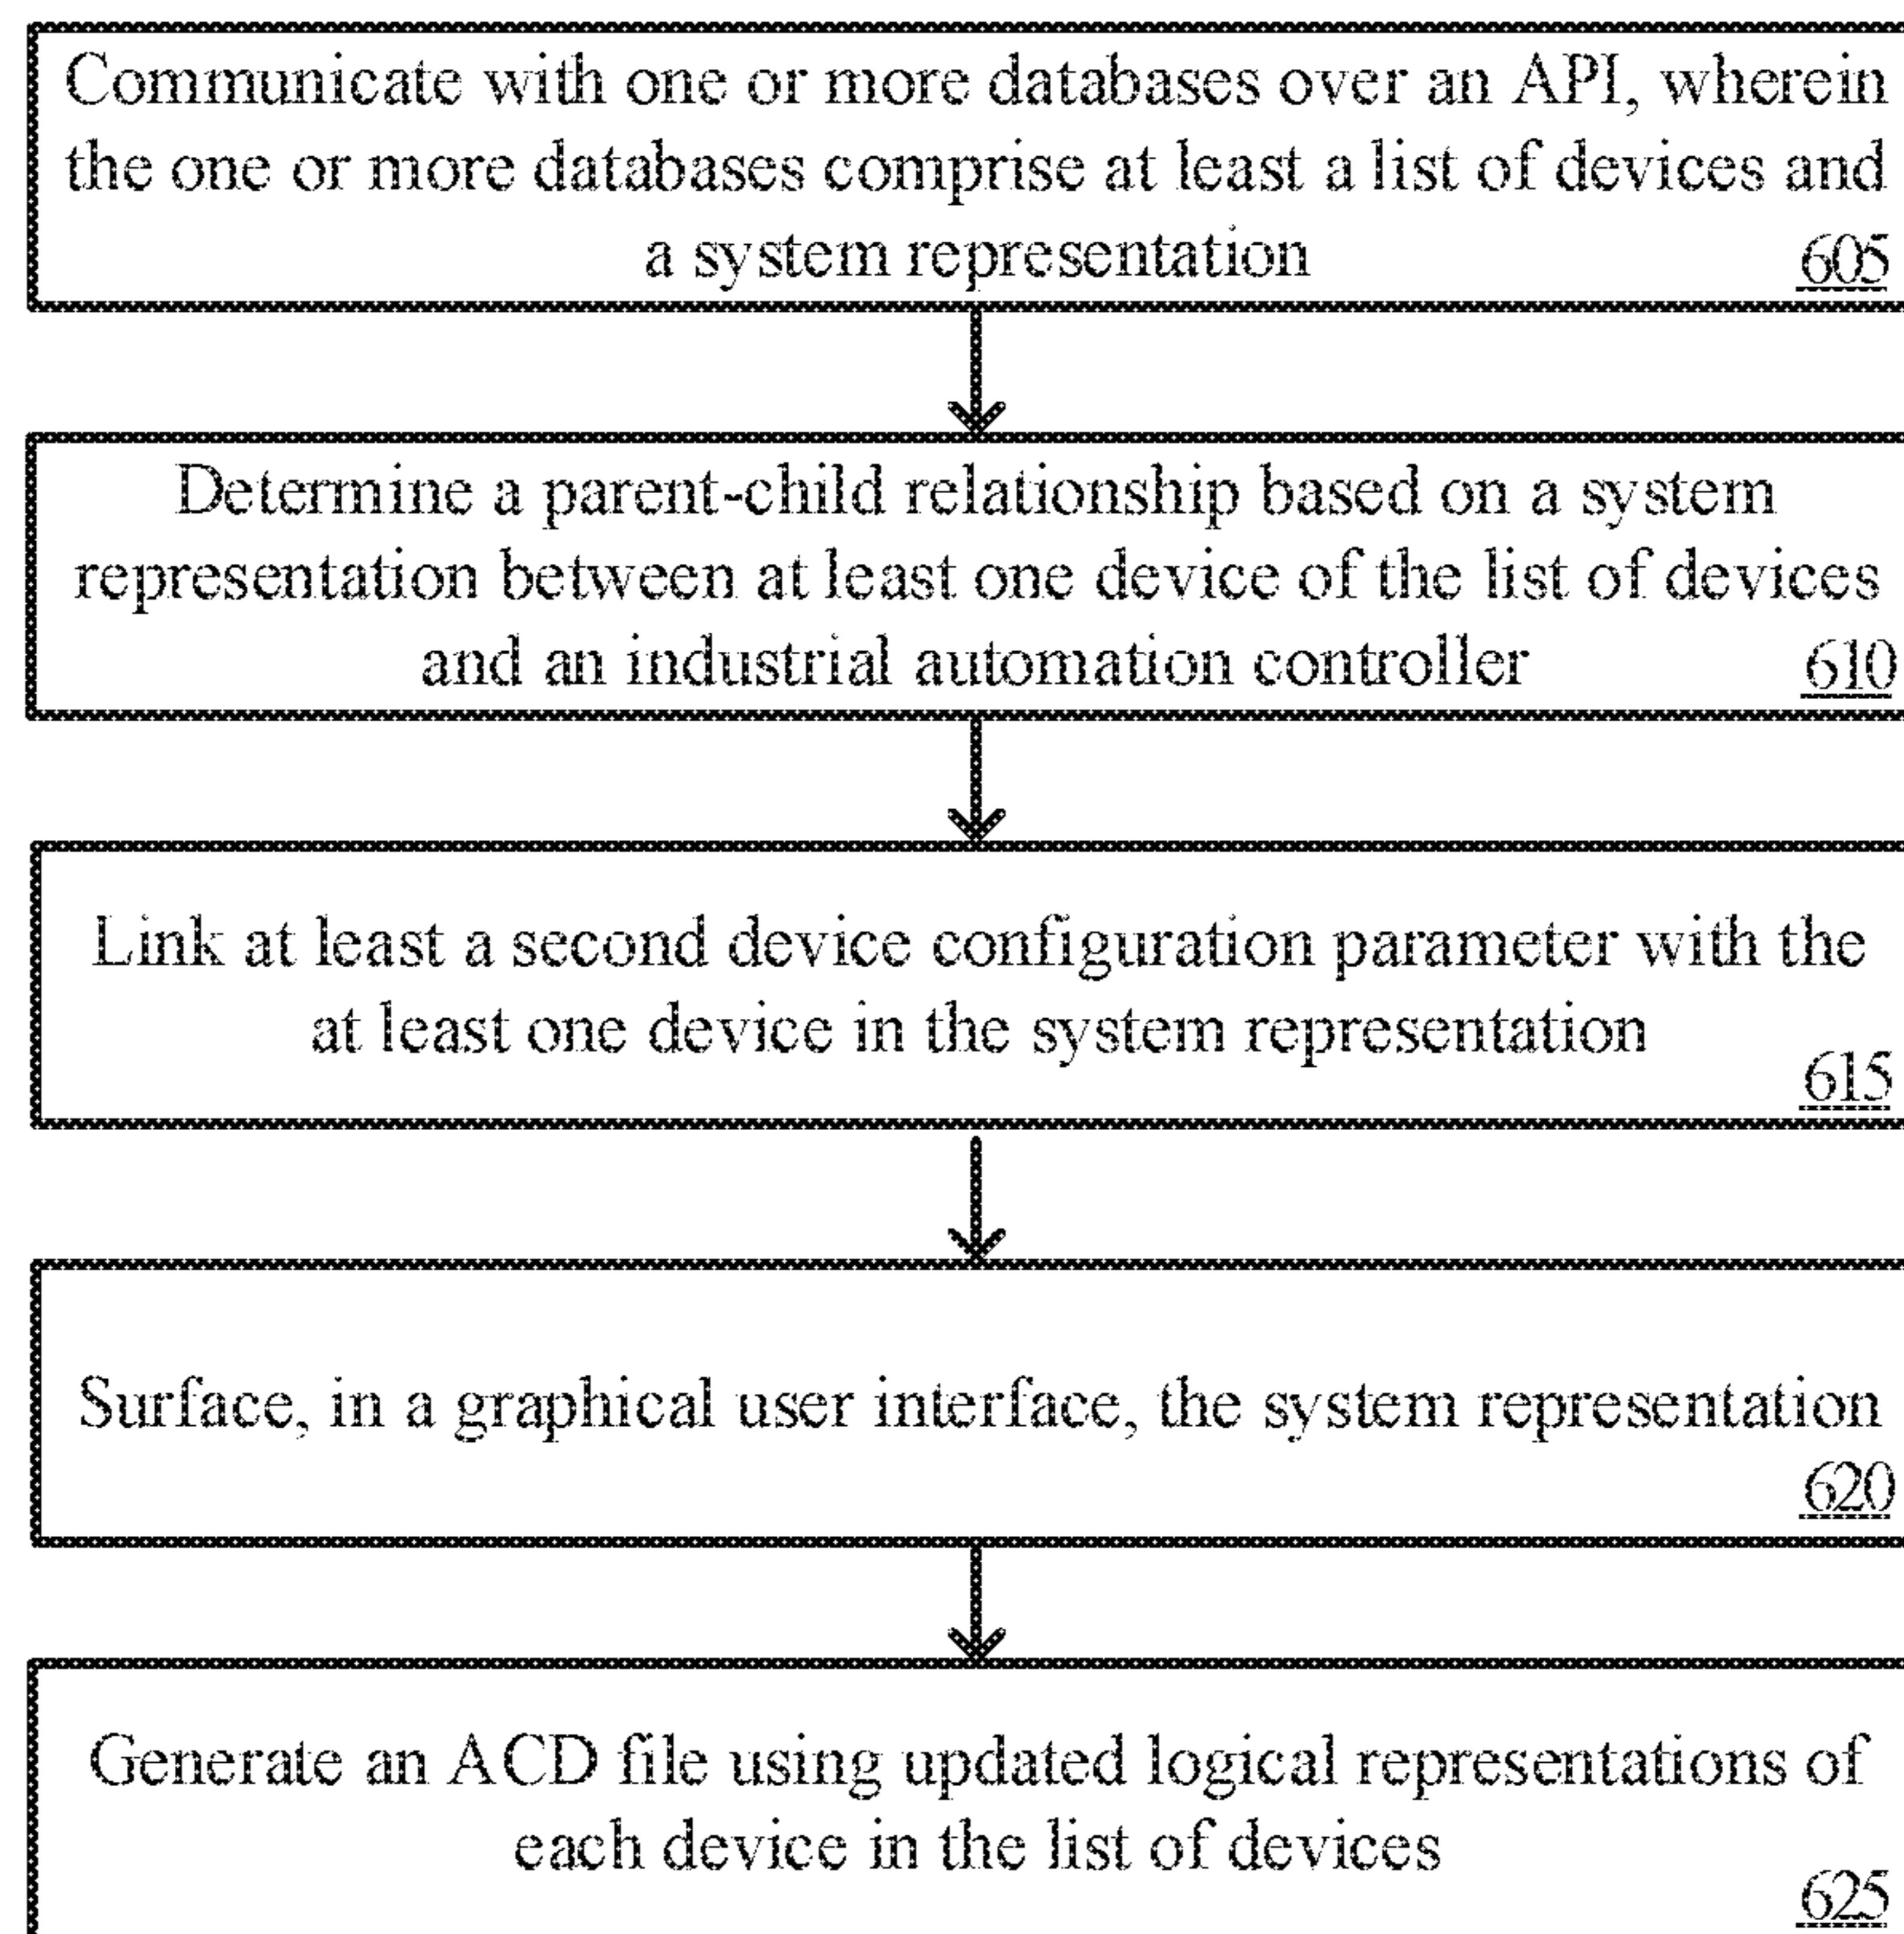 Communicate with one or more databases over an API, wherein
the one or more databases comprise at least a list of devices and
a system representation
605
Determine a parent-child relationship based on a system
representation between at least one device of the list of devices
and an industrial automation controller
610
Link at least a second device configuration parameter with the
at least one device in the system representation
615
Surface, in a graphical user interface, the system representation
620
Generate an ACD file using updated logical representations of
each device in the list of devices
625